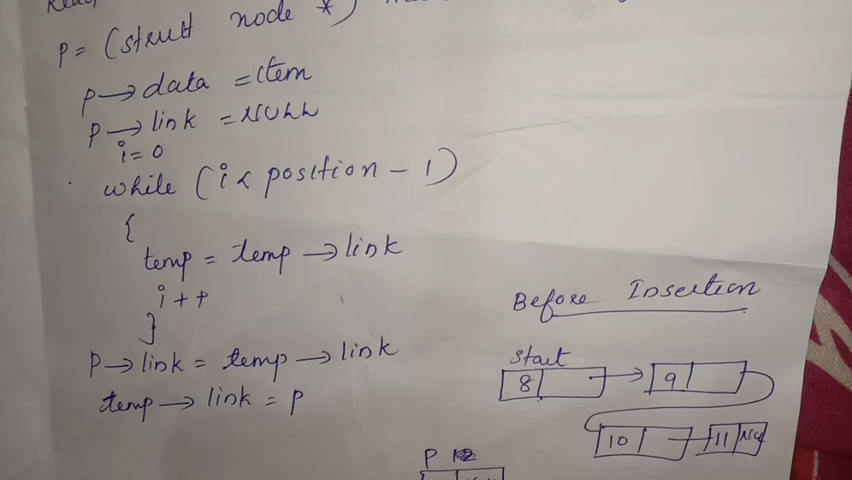 p = (struct node *)
p → data = item
p → link = NULL
i = 0
while (i < position - 1)
{
temp = temp → link
i++
}
p → link = temp → link
temp → link = p
Before Insertion
start
8 9
10 11
P